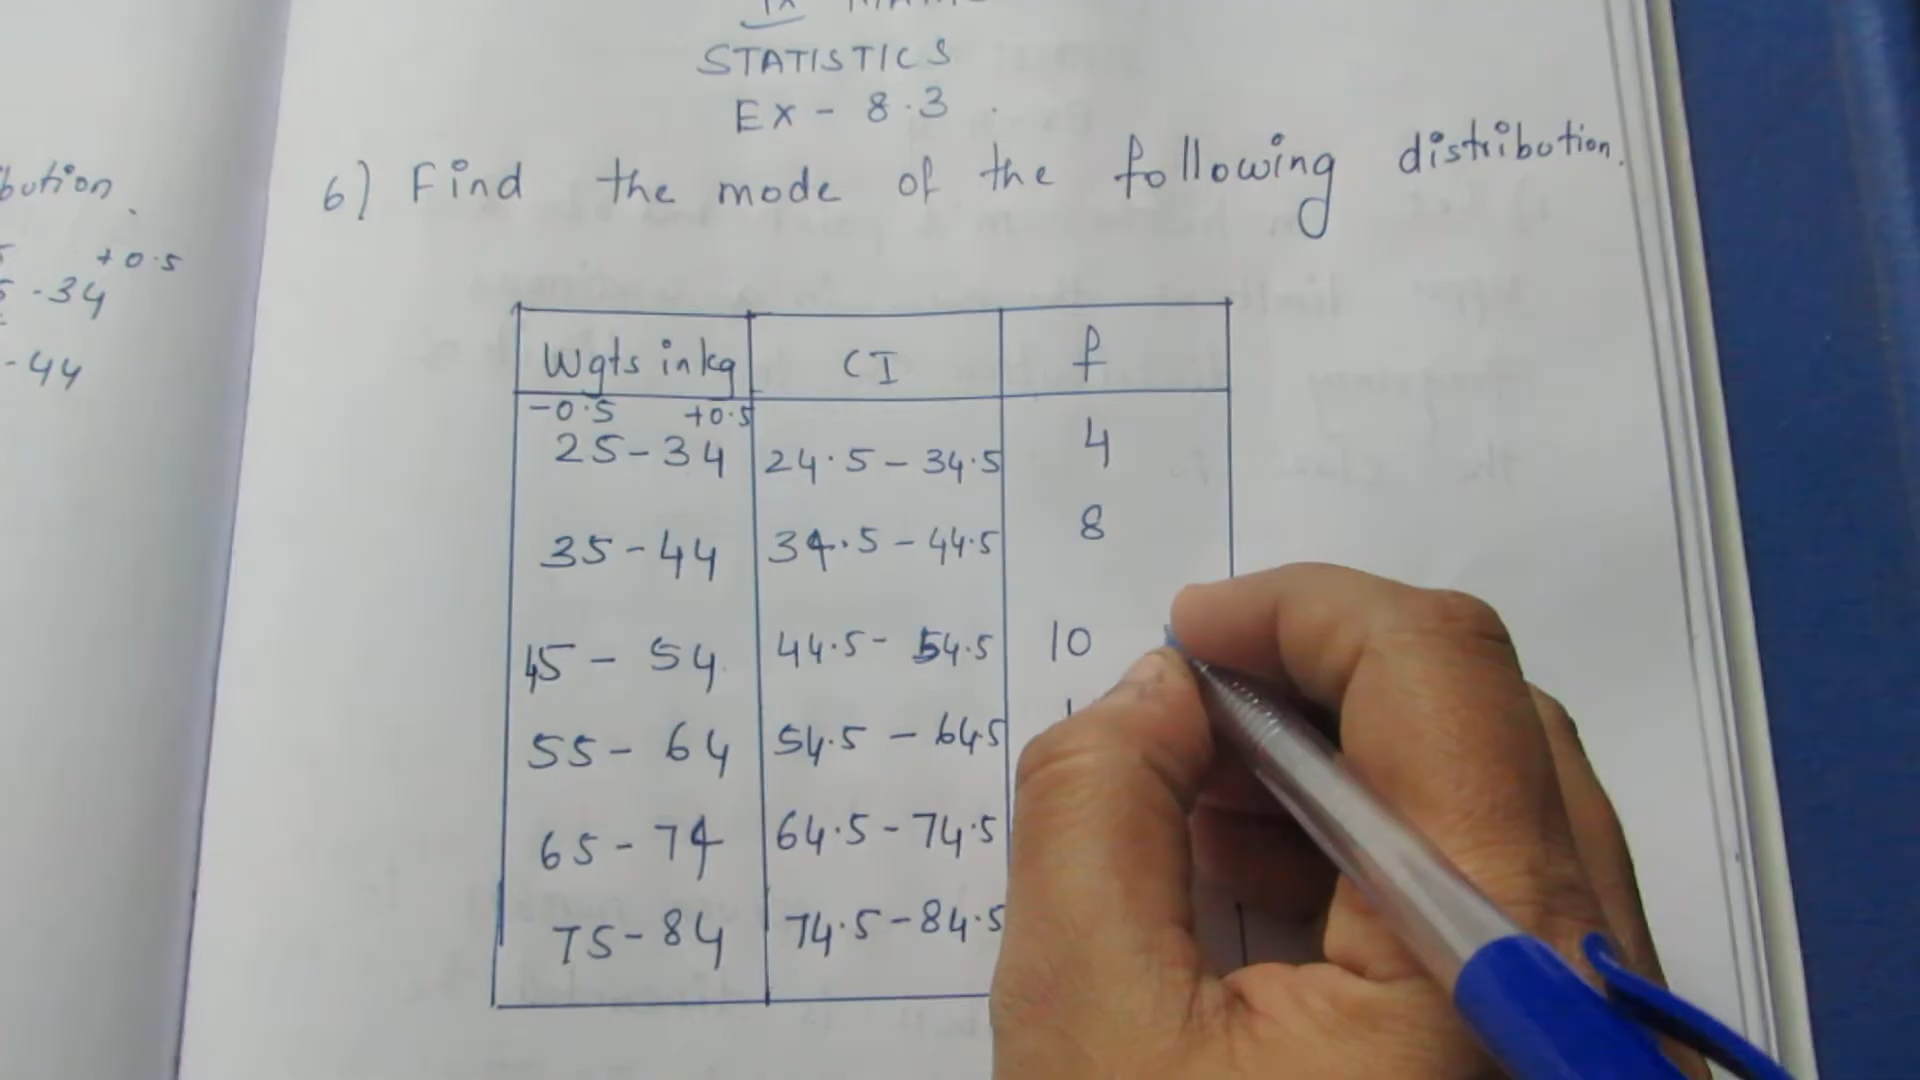 STATISTICS
EX - 8.3
6) Find the mode of the following distribution.
Wgts in kg CI f
-0.5 +0.5
25-34 24.5-34.5 4
35-44 34.5-44.5 8
45-54 44.5-54.5 10
55-64 54.5-64.5
65-74 64.5-74.5
75-84 74.5-84.5
bution
+0.5
-34
-44